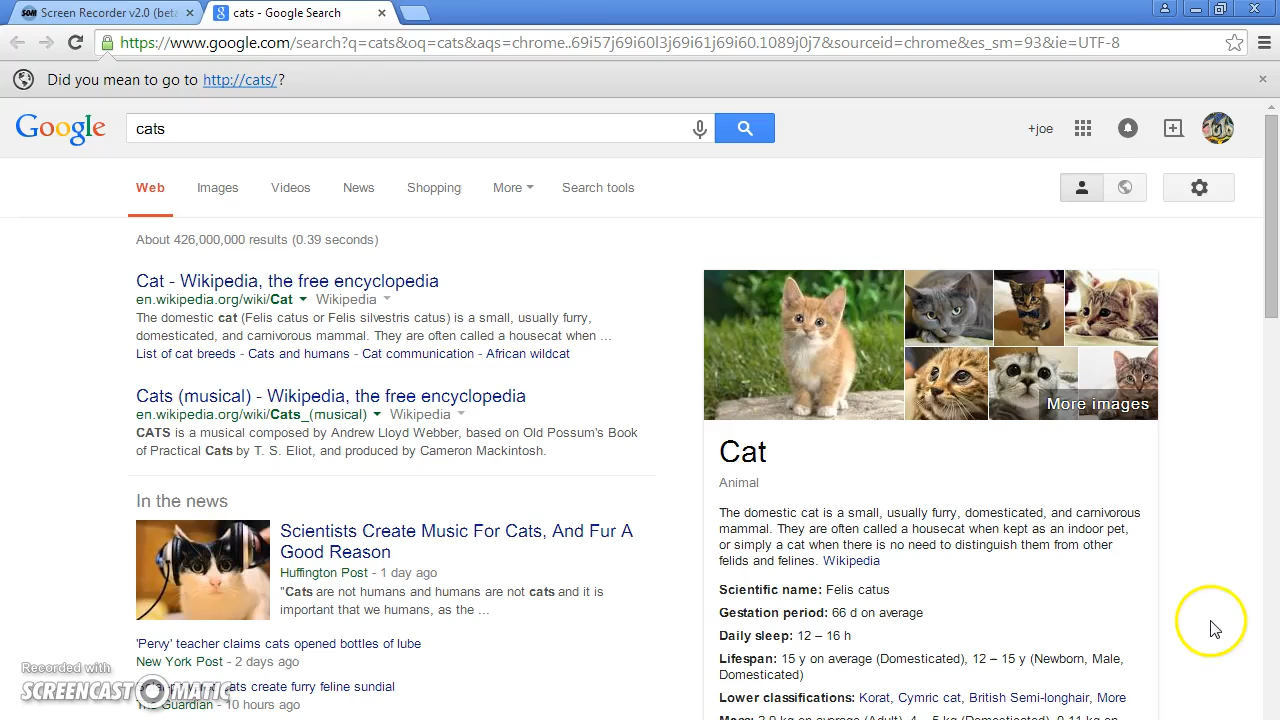 Screen Recorder v2.0 (beta
cats - Google Search
https://www.google.com/search?q=cats&oq=cats&aqs=chrome..69i57j69i60l3j69i61j69i60.1089j0j7&sourceid=chrome&es_sm=93&ie=UTF-8
Did you mean to go to http://cats/?
Google
cats
+joe
Web
Images
Videos
News
Shopping
More
Search tools
About 426,000,000 results (0.39 seconds)
Cat - Wikipedia, the free encyclopedia
en.wikipedia.org/wiki/Cat
Wikipedia
The domestic cat (Felis catus or Felis silvestris catus) is a small, usually furry,
domesticated, and carnivorous mammal. They are often called a housecat when ...
List of cat breeds - Cats and humans - Cat communication - African wildcat
Cats (musical) - Wikipedia, the free encyclopedia
en.wikipedia.org/wiki/Cats_(musical)
Wikipedia
CATS is a musical composed by Andrew Lloyd Webber, based on Old Possum's Book
of Practical Cats by T. S. Eliot, and produced by Cameron Mackintosh.
In the news
Scientists Create Music For Cats, And Fur A
Good Reason
Huffington Post - 1 day ago
"Cats are not humans and humans are not cats and it is
important that we humans, as the ...
'Pervy' teacher claims cats opened bottles of lube
New York Post - 2 days ago
cats create furry feline sundial
The Guardian - 10 hours ago
More images
Cat
Animal
The domestic cat is a small, usually furry, domesticated, and carnivorous
mammal. They are often called a housecat when kept as an indoor pet,
or simply a cat when there is no need to distinguish them from other
felids and felines. Wikipedia
Scientific name: Felis catus
Gestation period: 66 d on average
Daily sleep: 12 – 16 h
Lifespan: 15 y on average (Domesticated), 12 – 15 y (Newborn, Male,
Domesticated)
Lower classifications: Korat, Cymric cat, British Semi-longhair, More
Recorded with
SCREENCAST-O-MATIC